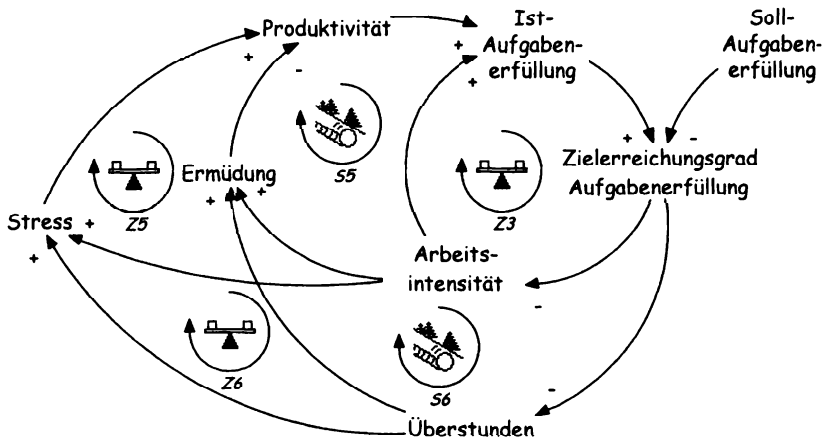 Produktivität
Ist-
Aufgaben-
erfüllung
Soll-
Aufgaben-
erfüllung
+
+
-
+
S5
+
-
Zielerreichungsgrad
Aufgabenerfüllung
Ermüdung
Z5
Z3
+
+
Stress
+
+
Arbeits-
intensität
-
Z6
S6
-
Überstunden